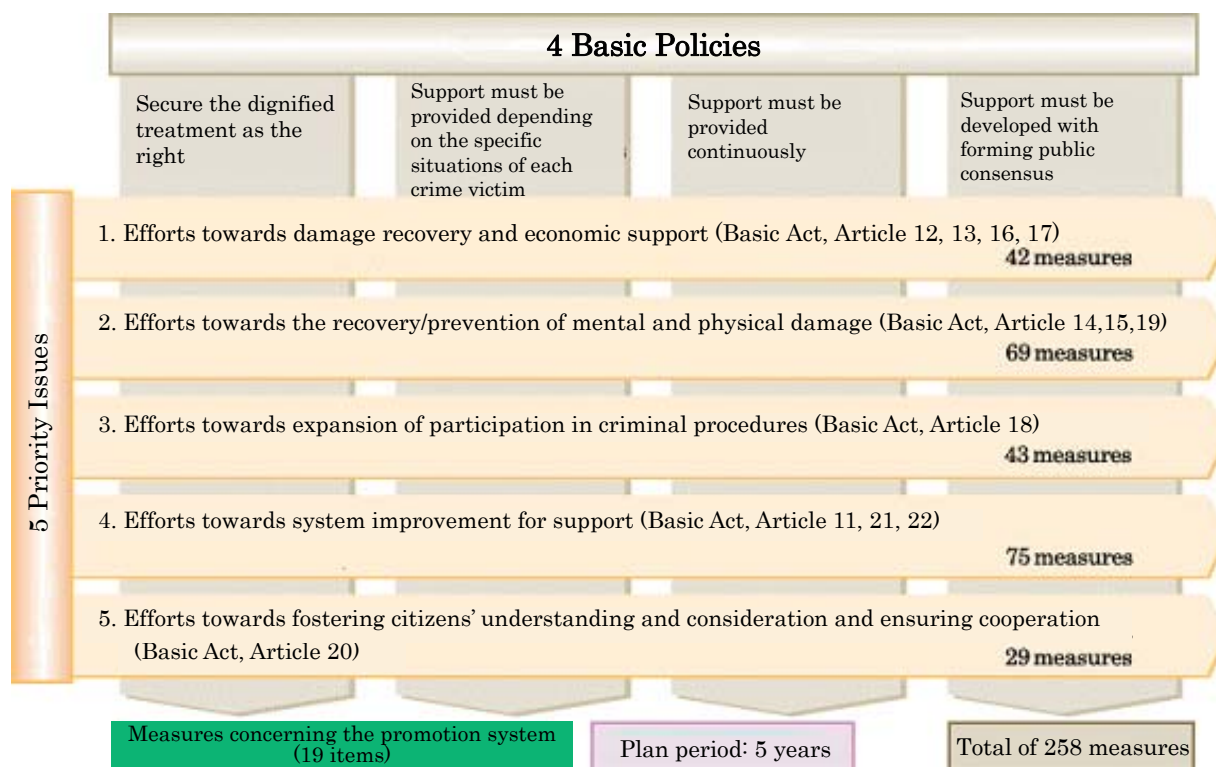 4 Basic Policies
Secure the dignified
treatment as the
right
Support must be
provided depending
on the specific
situations of each
crime victim
Support must be
provided
continuously
Support must be
developed with
forming public
consensus
5 Priority Issues
1. Efforts towards damage recovery and economic support (Basic Act, Article 12, 13, 16, 17)
42 measures
2. Efforts towards the recovery/prevention of mental and physical damage (Basic Act, Article 14,15,19)
69 measures
3. Efforts towards expansion of participation in criminal procedures (Basic Act, Article 18)
43 measures
4. Efforts towards system improvement for support (Basic Act, Article 11, 21, 22)
75 measures
5. Efforts towards fostering citizens’ understanding and consideration and ensuring cooperation
(Basic Act, Article 20)
29 measures
Measures concerning the promotion system
(19 items)
Plan period: 5 years
Total of 258 measures